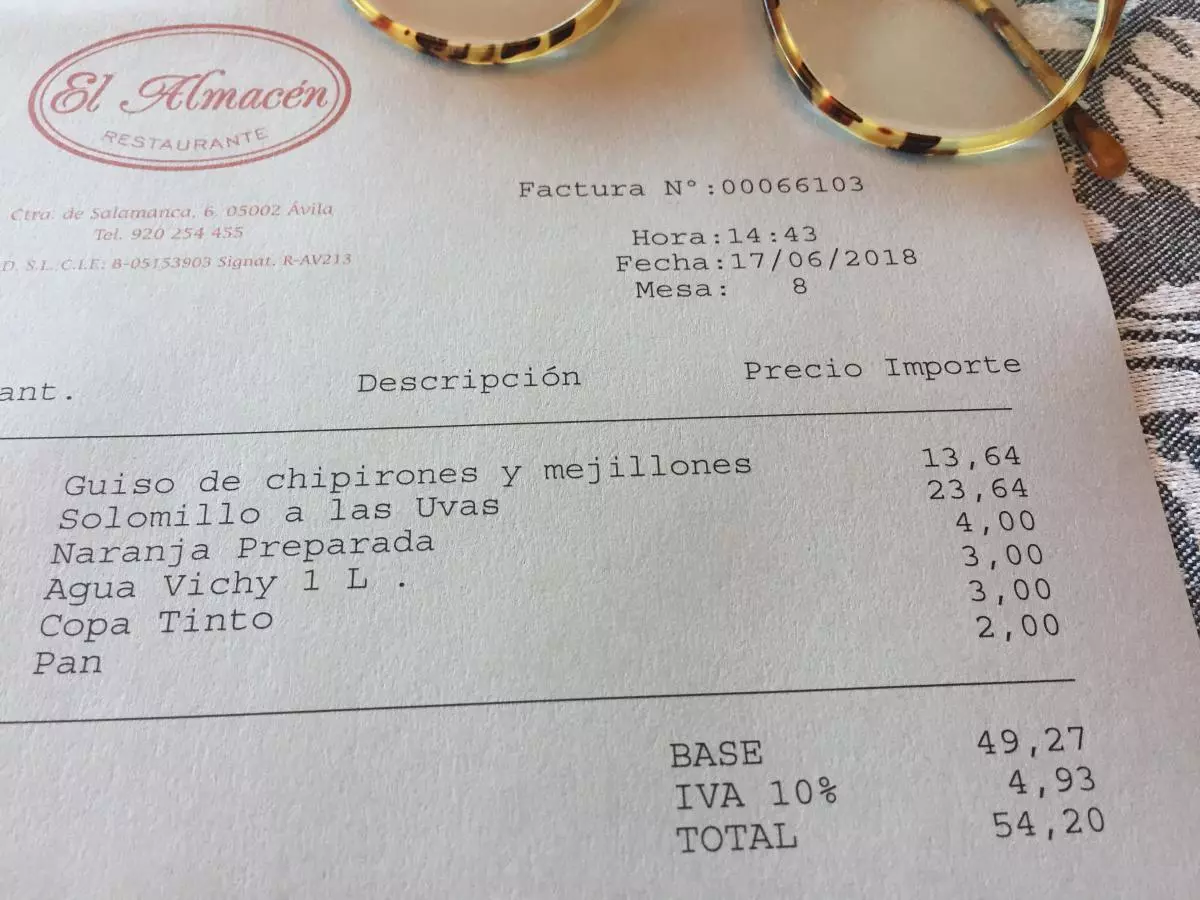 El Almacén
RESTAURANTE
Ctra. de Salamanca, 6. 05002 Ávila
Tel. 920 254 455
D. S.L. C.I.F: B-05153903 Signat. R-AV213
Factura N°:00066103
Hora:14:43
Fecha:17/06/2018
Mesa: 8
ant. Descripción Precio Importe
Guiso de chipirones y mejillones 13,64
Solomillo a las Uvas 23,64
Naranja Preparada 4,00
Agua Vichy 1 L . 3,00
Copa Tinto 3,00
Pan 2,00
BASE 49,27
IVA 10% 4,93
TOTAL 54,20